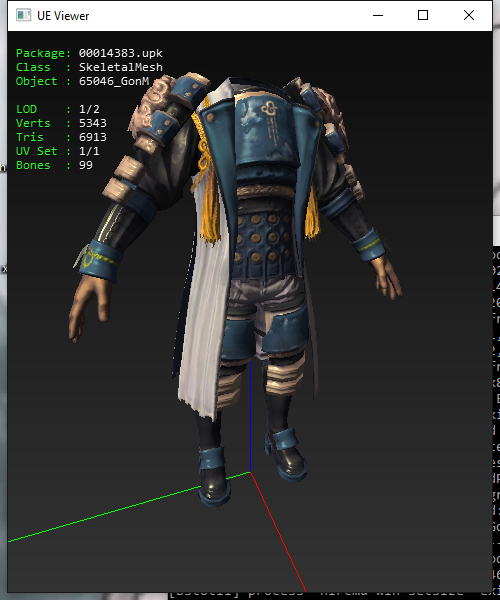 UE Viewer
Package: 00014383.upk
Class  : SkeletalMesh
Object : 65046_GonM
LOD    : 1/2
Verts  : 5343
Tris   : 6913
UV Set : 1/1
Bones  : 99